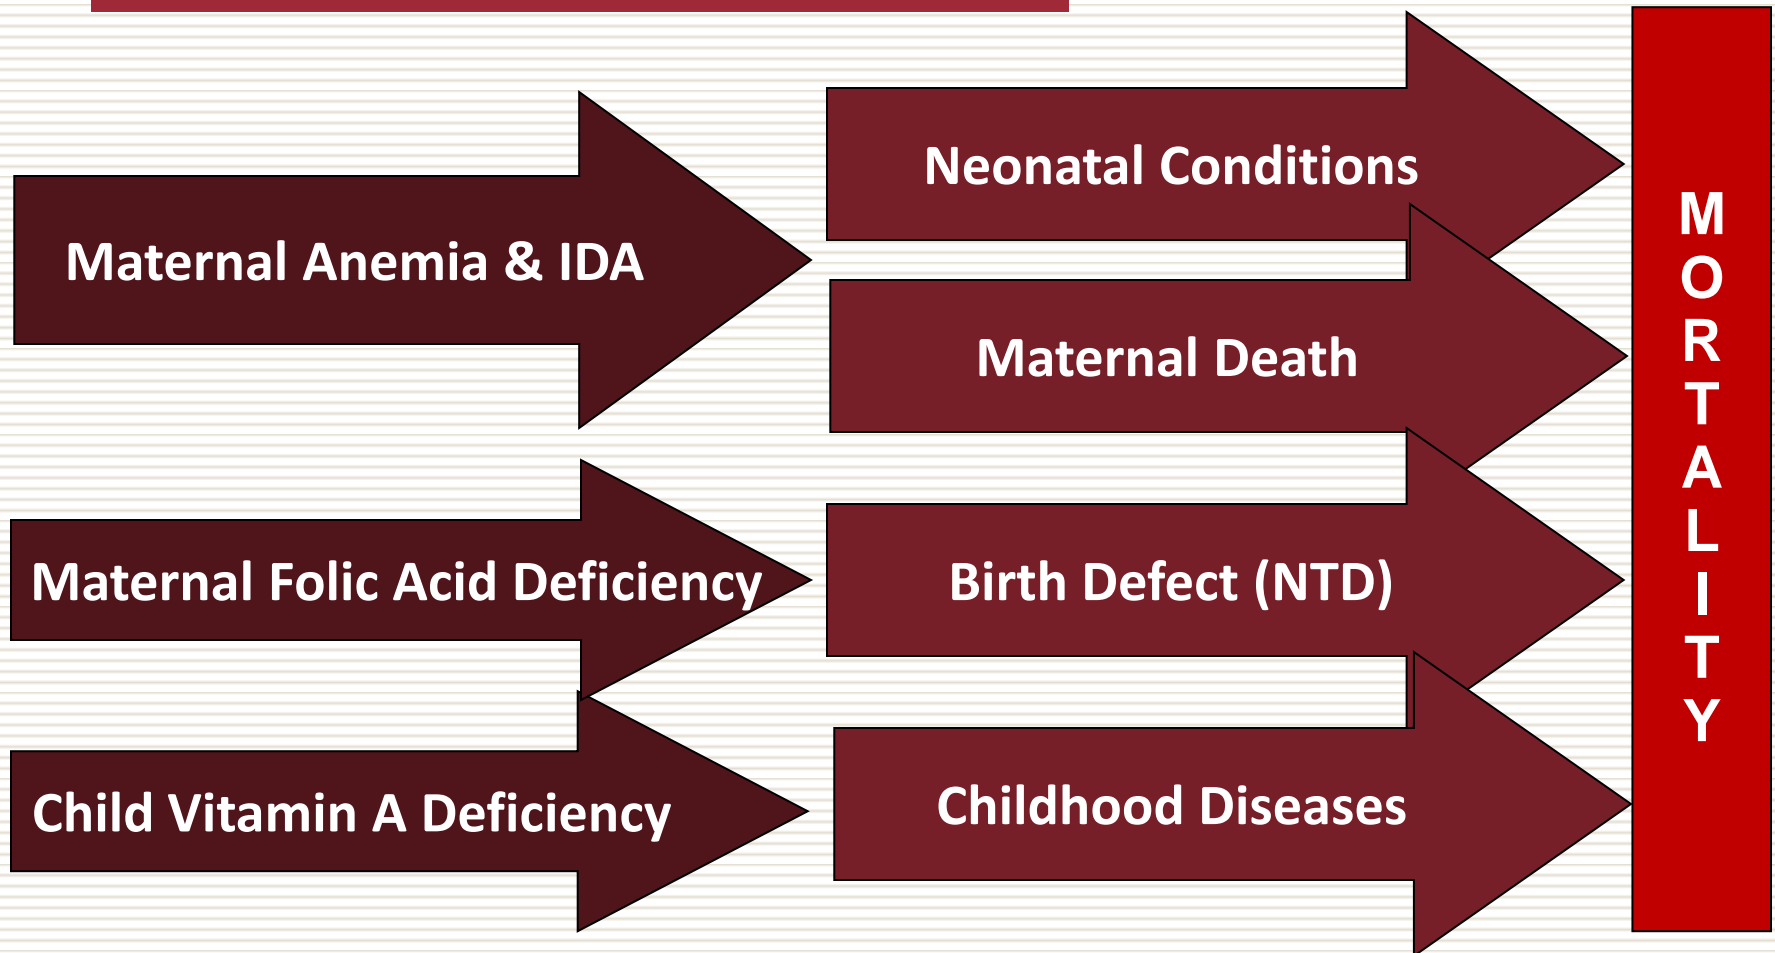 Maternal Anemia & IDA
Maternal Folic Acid Deficiency
Child Vitamin A Deficiency
Neonatal Conditions
Maternal Death
Birth Defect (NTD)
Childhood Diseases
M
O
R
T
A
L
I
T
Y